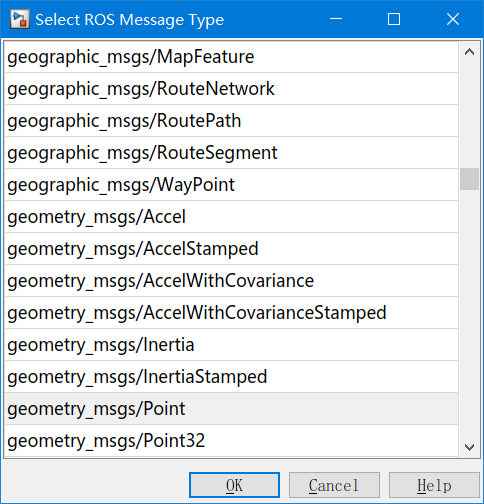 Select ROS Message Type
geographic_msgs/MapFeature
geographic_msgs/RouteNetwork
geographic_msgs/RoutePath
geographic_msgs/RouteSegment
geographic_msgs/WayPoint
geometry_msgs/Accel
geometry_msgs/AccelStamped
geometry_msgs/AccelWithCovariance
geometry_msgs/AccelWithCovarianceStamped
geometry_msgs/Inertia
geometry_msgs/InertiaStamped
geometry_msgs/Point
geometry_msgs/Point32
OK Cancel Help